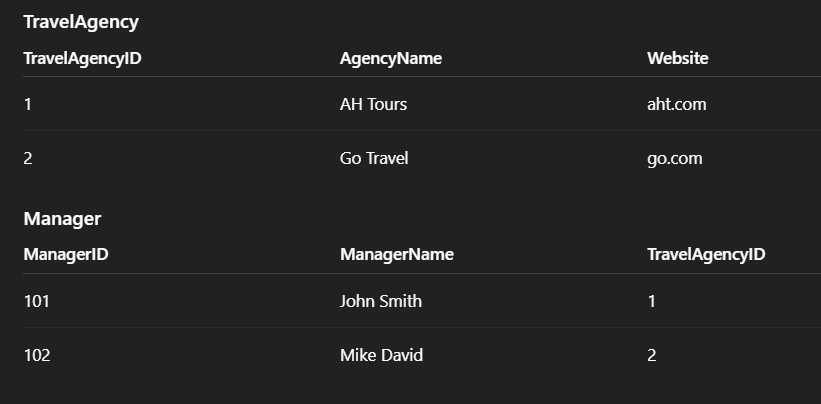 TravelAgency
TravelAgencyID AgencyName Website
1 AH Tours aht.com
2 Go Travel go.com
Manager
ManagerID ManagerName TravelAgencyID
101 John Smith 1
102 Mike David 2